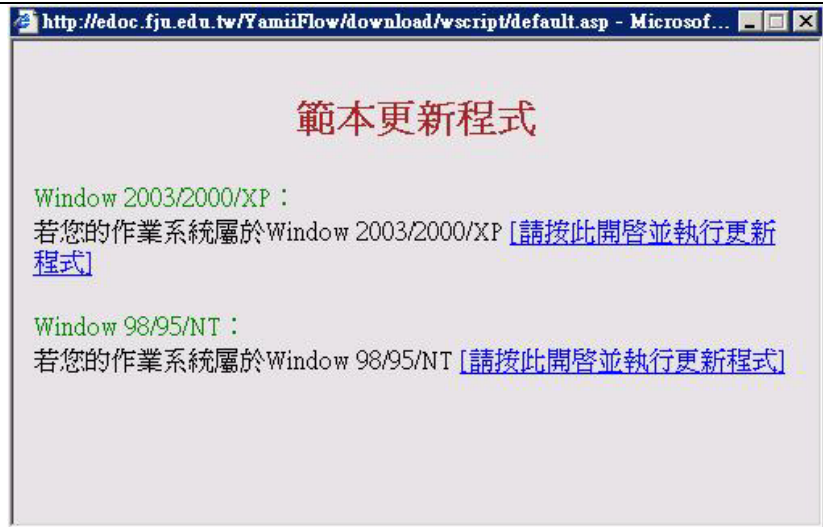 http://edoc.fju.edu.tw/YamiiFlow/download/wscript/default.asp - Microsof...
範本更新程式
Window 2003/2000/XP：
若您的作業系統屬於Window 2003/2000/XP [請按此開啓並執行更新
程式]
Window 98/95/NT：
若您的作業系統屬於Window 98/95/NT [請按此開啓並執行更新程式]